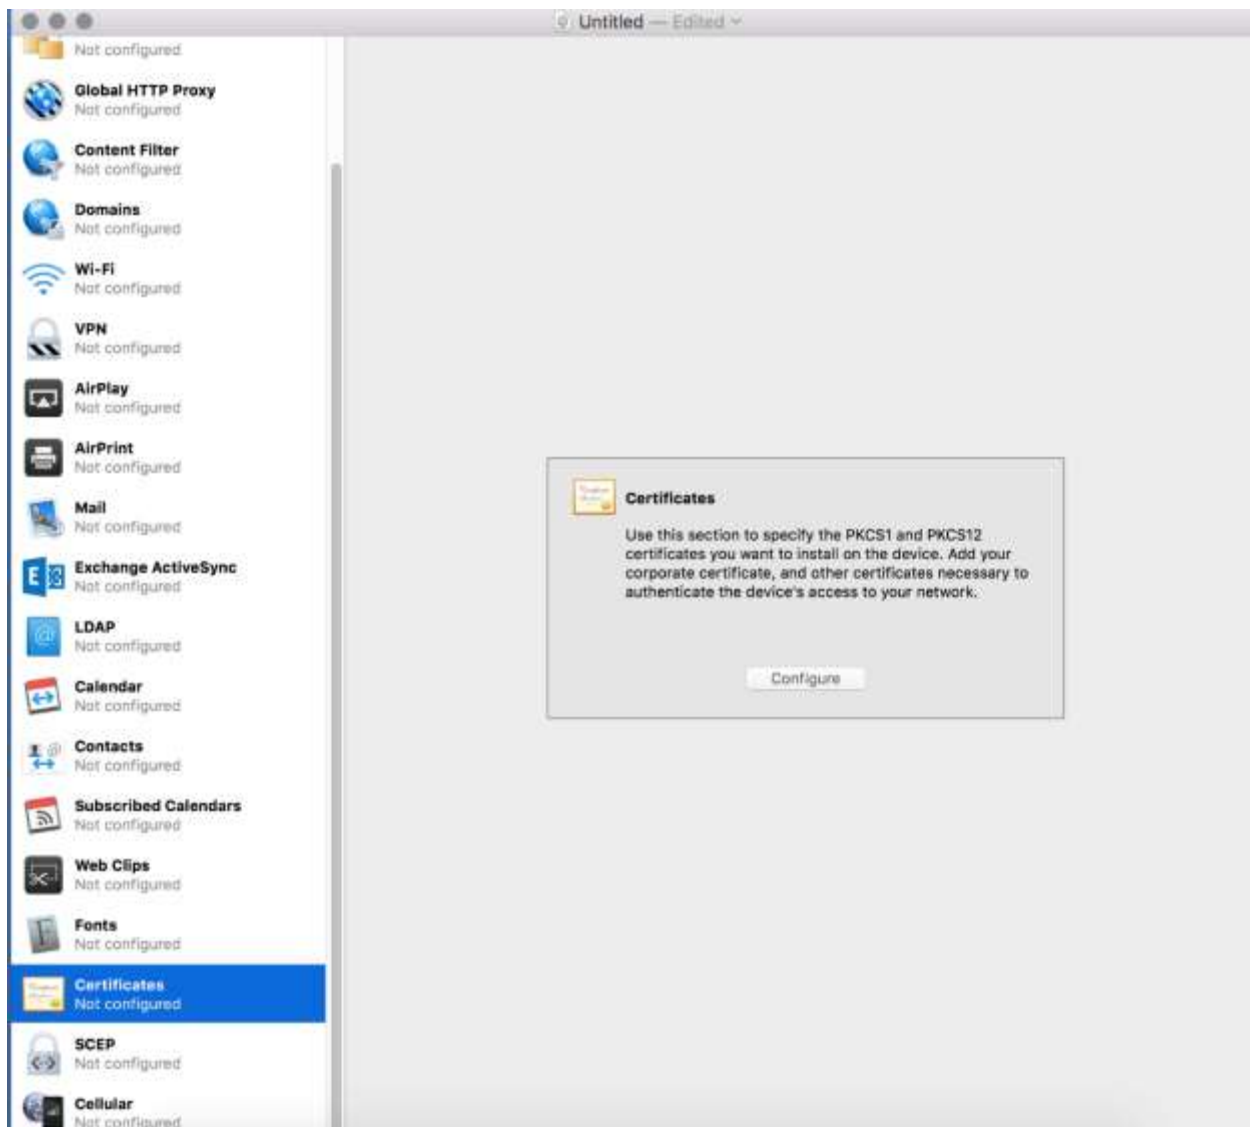 Untitled — Edited
Not configured
Global HTTP Proxy
Not configured
Content Filter
Not configured
Domains
Not configured
Wi-Fi
Not configured
VPN
Not configured
AirPlay
Not configured
AirPrint
Not configured
Mail
Not configured
Exchange ActiveSync
Not configured
LDAP
Not configured
Calendar
Not configured
Contacts
Not configured
Subscribed Calendars
Not configured
Web Clips
Not configured
Fonts
Not configured
Certificates
Not configured
SCEP
Not configured
Cellular
Not configured
Certificates
Use this section to specify the PKCS1 and PKCS12
certificates you want to install on the device. Add your
corporate certificate, and other certificates necessary to
authenticate the device's access to your network.
Configure